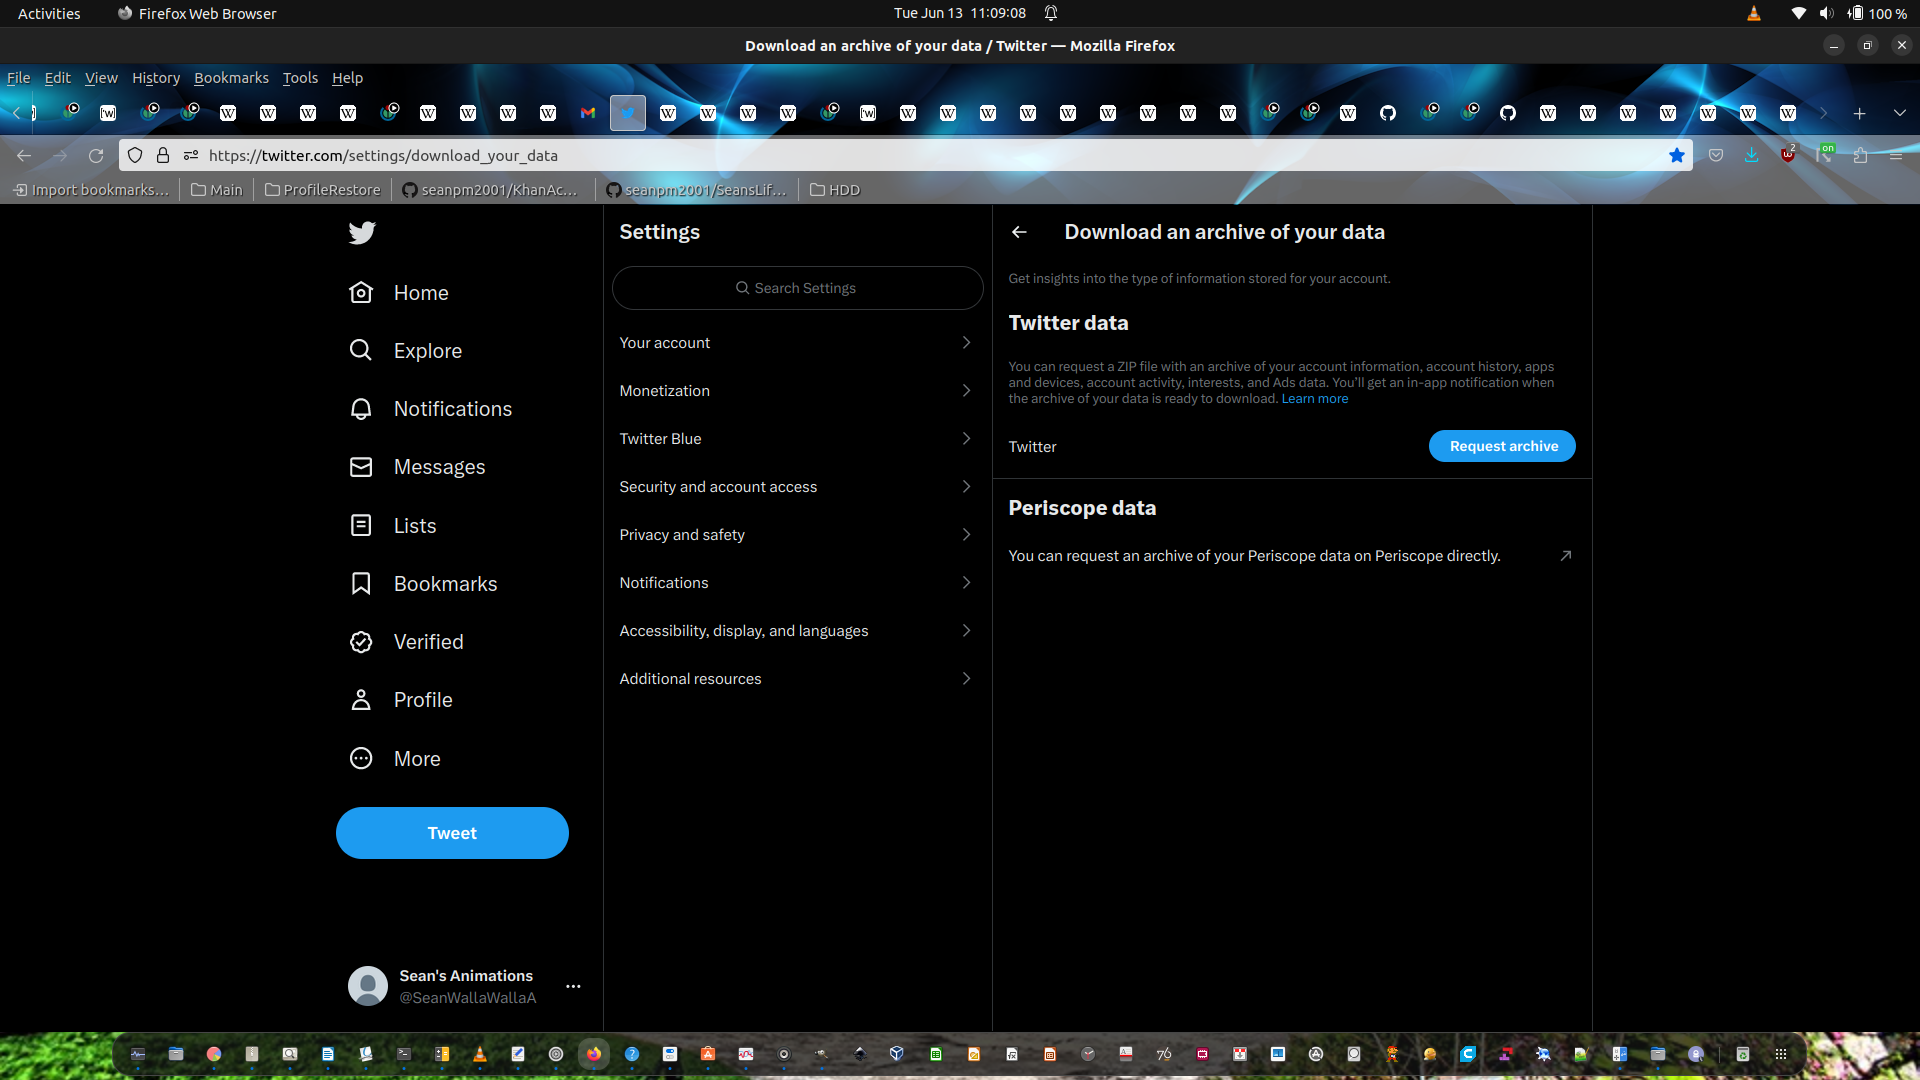 Activities
Firefox Web Browser
Tue Jun 13 11:09:08
100 %
Download an archive of your data / Twitter — Mozilla Firefox
File Edit View History Bookmarks Tools Help
https://twitter.com/settings/download_your_data
2
on
Import bookmarks...
Main
ProfileRestore
seanpm2001/KhanAc...
seanpm2001/SeansLif...
HDD
Home
Explore
Notifications
Messages
Lists
Bookmarks
Verified
Profile
More
Tweet
Sean's Animations
@SeanWallaWallaA
Settings
Search Settings
Your account
Monetization
Twitter Blue
Security and account access
Privacy and safety
Notifications
Accessibility, display, and languages
Additional resources
Download an archive of your data
Get insights into the type of information stored for your account.
Twitter data
You can request a ZIP file with an archive of your account information, account history, apps
and devices, account activity, interests, and Ads data. You'll get an in-app notification when
the archive of your data is ready to download. Learn more
Twitter
Request archive
Periscope data
You can request an archive of your Periscope data on Periscope directly.